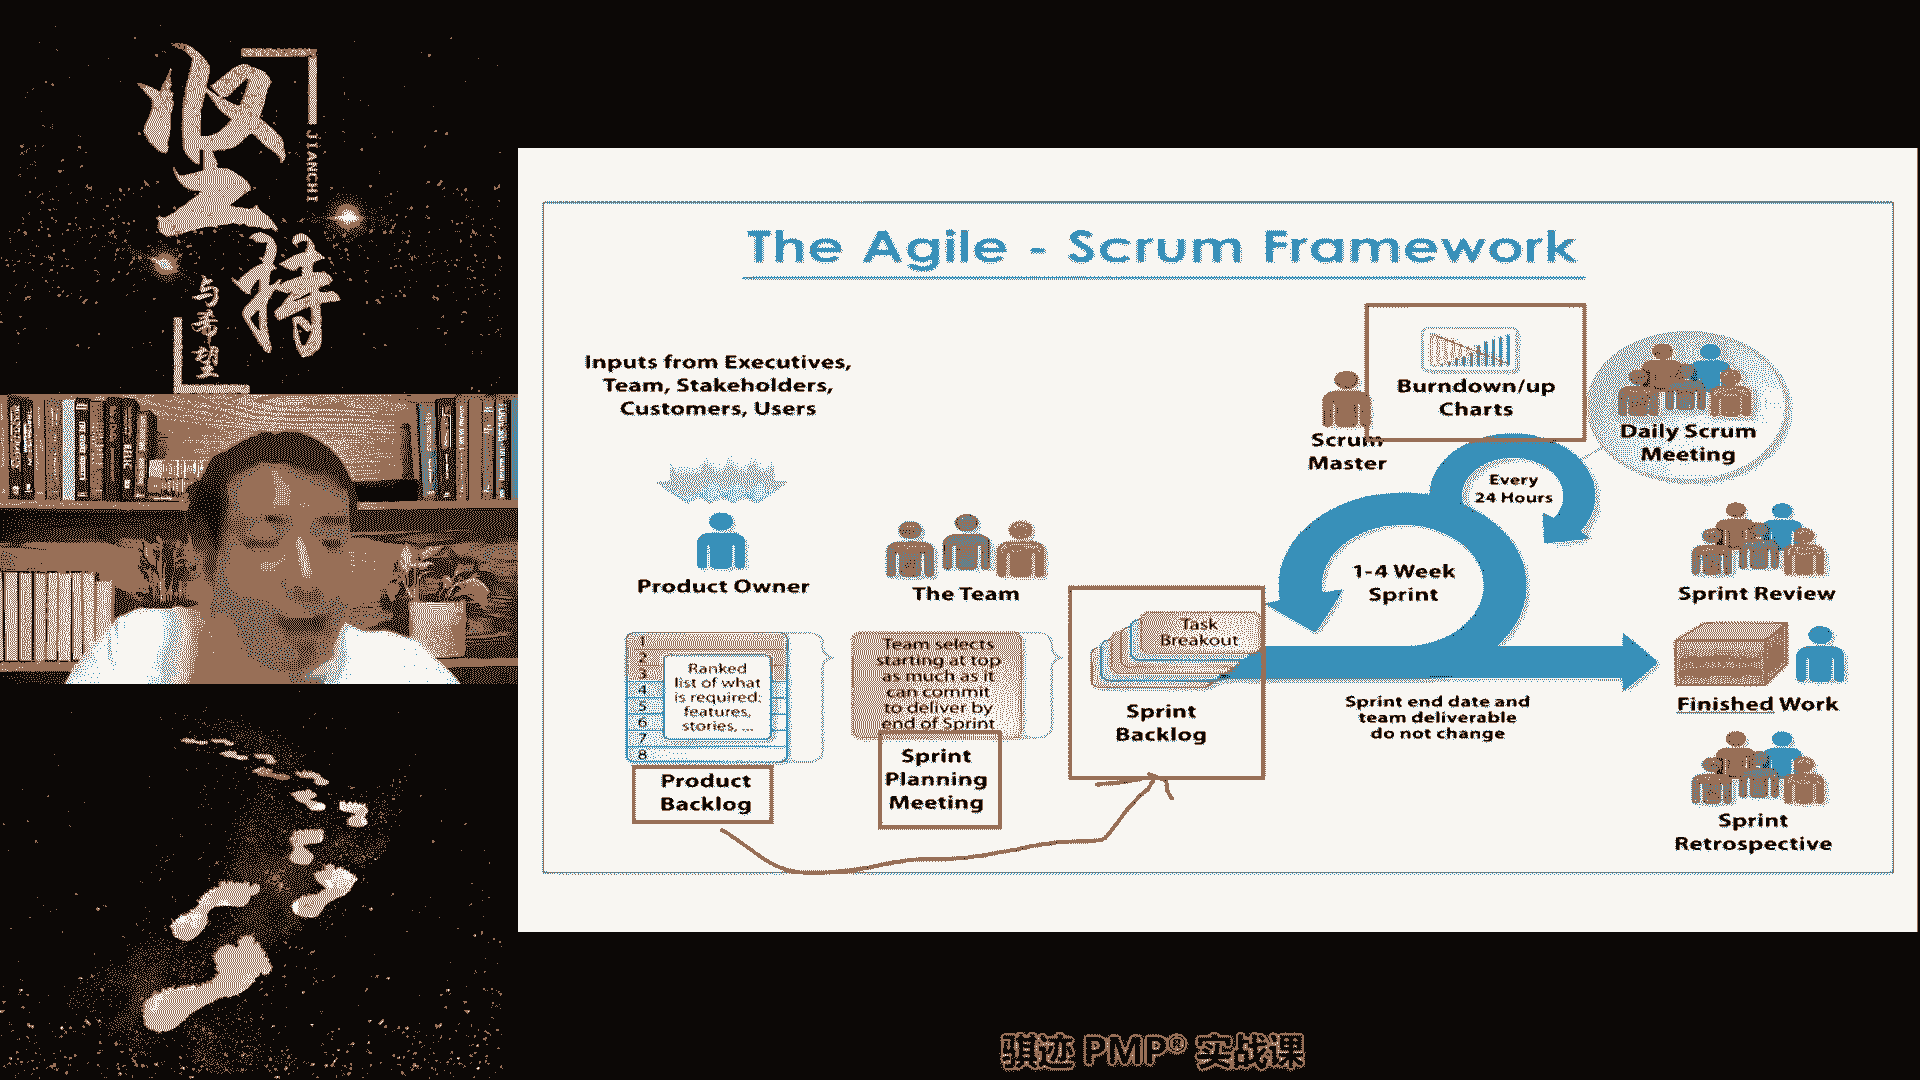 坚持
JIANCHI
与希望
The Agile - Scrum Framework
Inputs from Executives,
Team, Stakeholders,
Customers, Users
Product Owner
The Team
1
2
3
4
5
6
7
8
Ranked
list of what
is required:
features,
stories, ...
Product
Backlog
Team selects
starting at top
as much as it
can commit
to deliver by
end of Sprint
Sprint
Planning
Meeting
Task
Breakout
Sprint
Backlog
Scrum
Master
Burndown/up
Charts
Daily Scrum
Meeting
Every
24 Hours
1-4 Week
Sprint
Sprint end date and
team deliverable
do not change
Sprint Review
Finished Work
Sprint
Retrospective
骐迹 PMP® 实战课